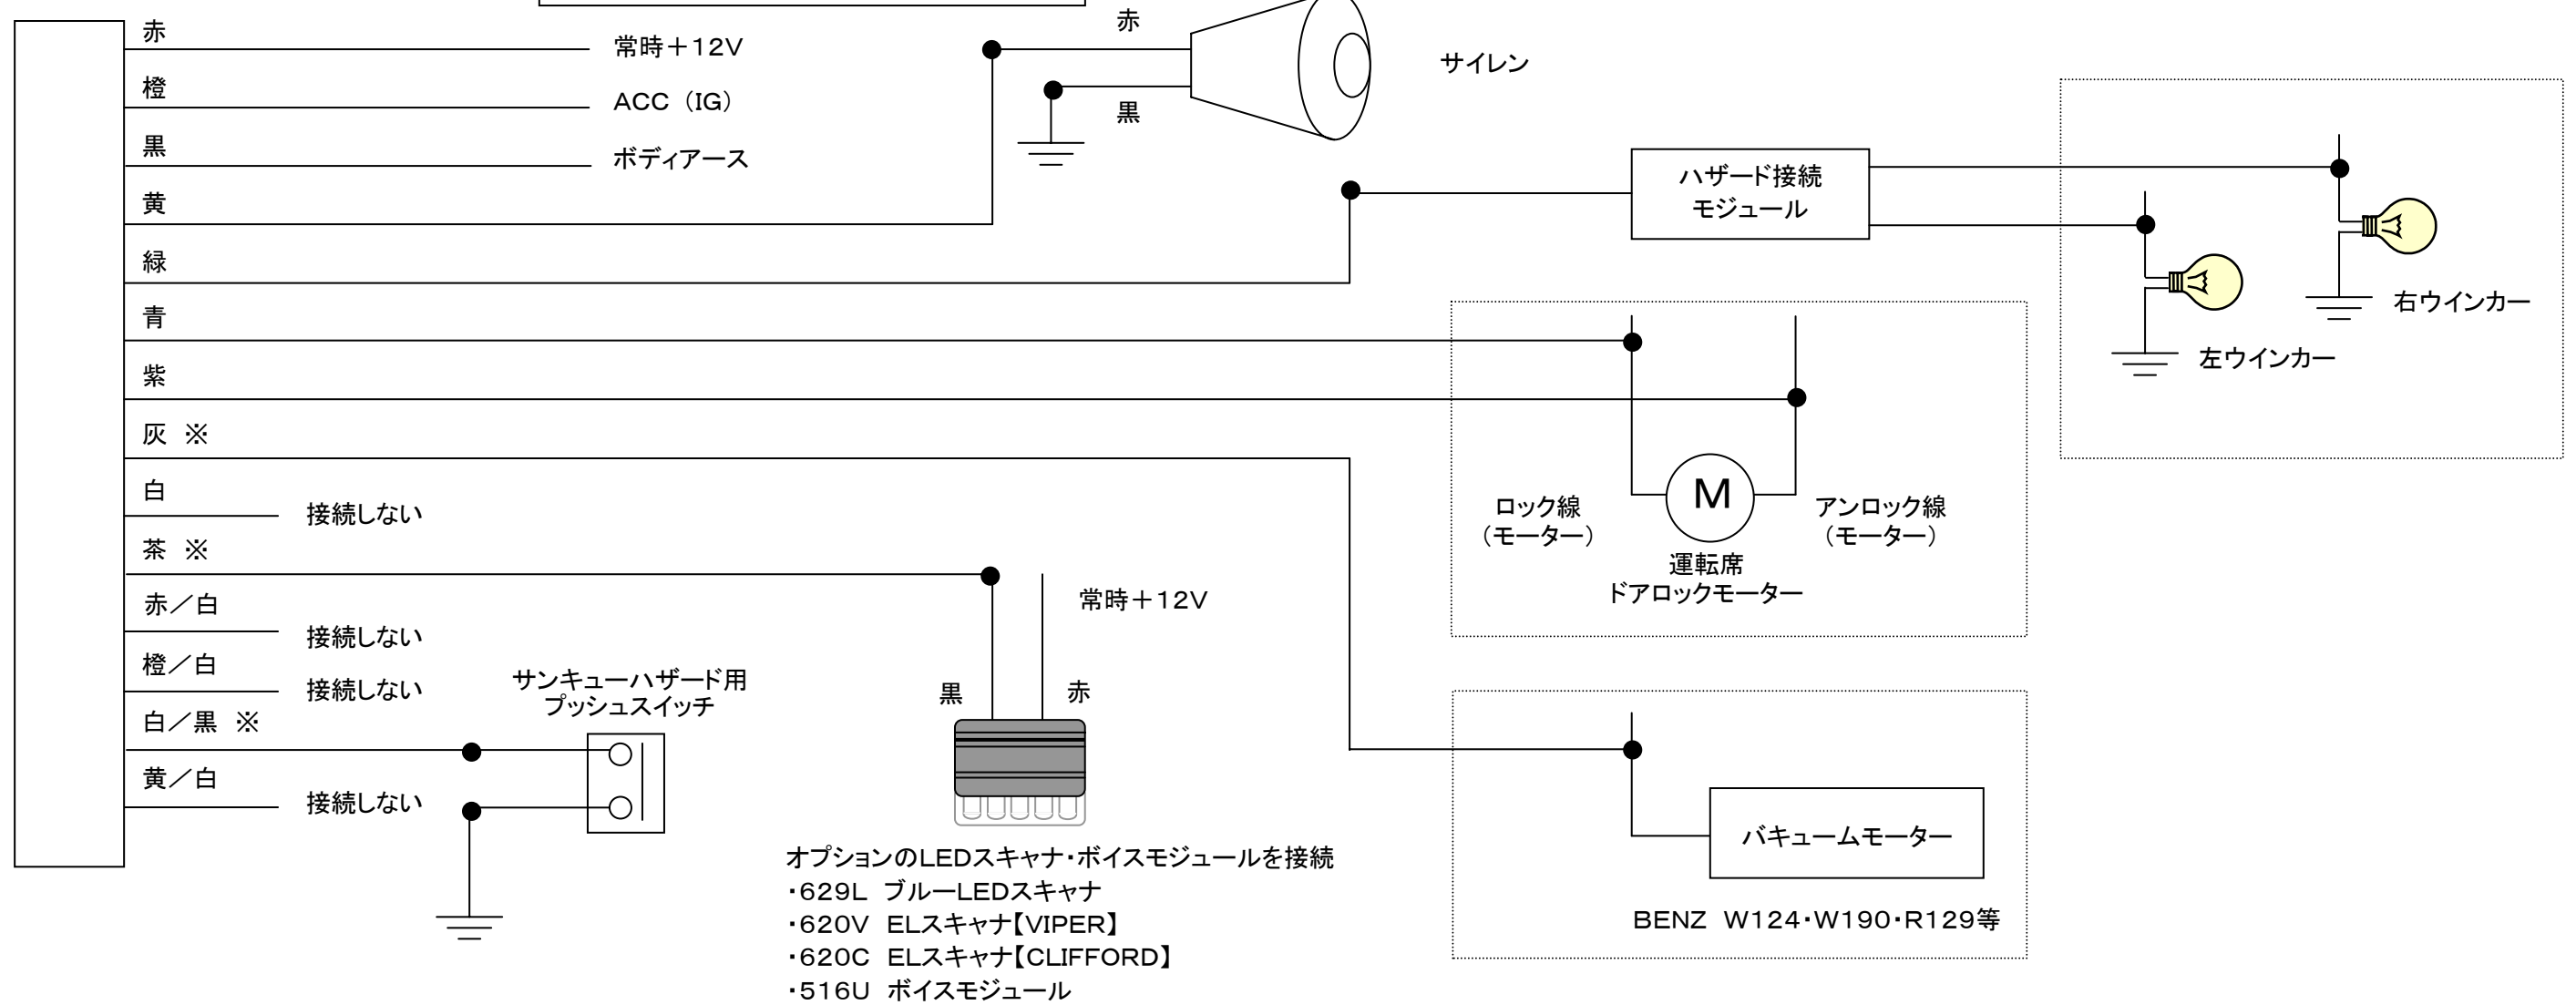 赤
常時＋12V
橙
ACC（IG）
黒
ボディアース
黄
緑
青
紫
灰 ※
白
接続しない
茶 ※
赤／白
接続しない
橙／白
接続しない
白／黒 ※
黄／白
接続しない
赤
黒
サイレン
ハザード接続
モジュール
右ウインカー
左ウインカー
M
ロック線
（モーター）
アンロック線
（モーター）
運転席
ドアロックモーター
常時＋12V
黒
赤
サンキューハザード用
プッシュスイッチ
オプションのLEDスキャナ・ボイスモジュールを接続
・629L ブルーLEDスキャナ
・620V ELスキャナ【VIPER】
・620C ELスキャナ【CLIFFORD】
・516U ボイスモジュール
バキュームモーター
BENZ W124・W190・R129等